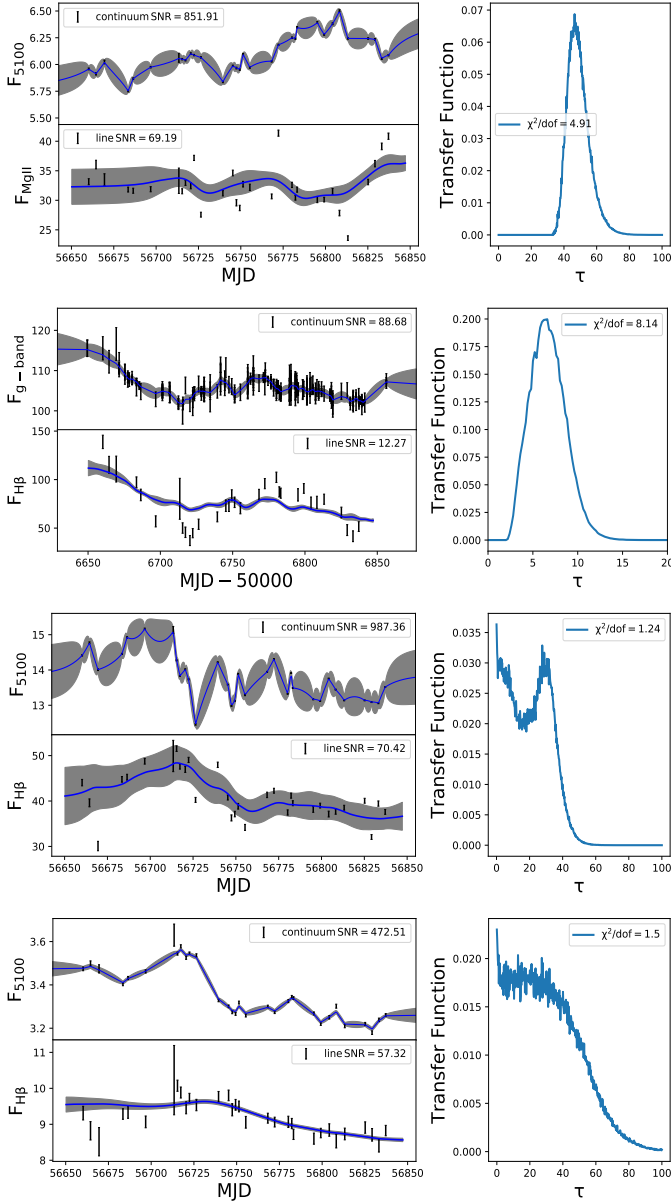 continuum SNR = 851.91
F5100
6.50
6.25
6.00
5.75
5.50
line SNR = 69.19
FMgII
40
35
30
25
56650 56675 56700 56725 56750 56775 56800 56825 56850
MJD
Transfer Function
0.07
0.06
0.05
0.04
0.03
0.02
0.01
0.00
χ²/dof = 4.91
0 20 40 60 80 100
τ
continuum SNR = 88.68
Fg−band
120
110
100
line SNR = 12.27
FHβ
150
100
50
6650 6700 6750 6800 6850
MJD − 50000
Transfer Function
0.200
0.175
0.150
0.125
0.100
0.075
0.050
0.025
0.000
χ²/dof = 8.14
0 5 10 15 20
τ
continuum SNR = 987.36
F5100
15
14
13
line SNR = 70.42
FHβ
50
40
30
56650 56675 56700 56725 56750 56775 56800 56825 56850
MJD
Transfer Function
0.035
0.030
0.025
0.020
0.015
0.010
0.005
0.000
χ²/dof = 1.24
0 20 40 60 80 100
τ
continuum SNR = 472.51
F5100
3.6
3.4
3.2
line SNR = 57.32
FHβ
11
10
9
8
56650 56675 56700 56725 56750 56775 56800 56825 56850
MJD
Transfer Function
0.020
0.015
0.010
0.005
0.000
χ²/dof = 1.5
0 20 40 60 80 100
τ